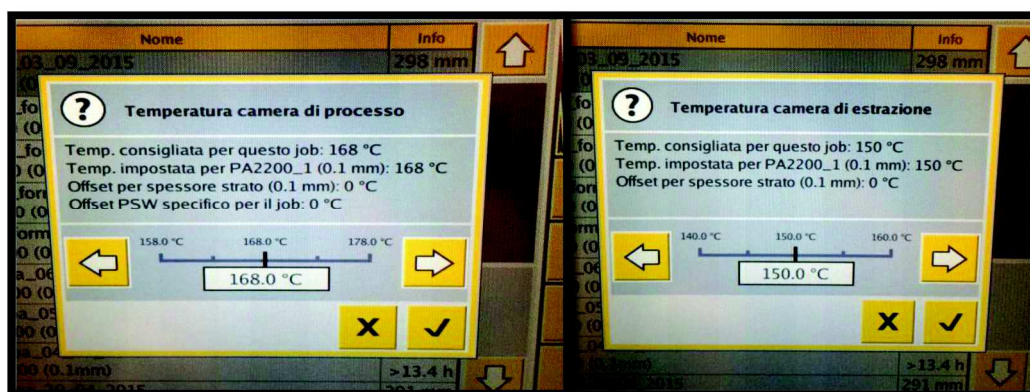 Nome Info
03_09_2015 298 mm
? Temperatura camera di processo
Temp. consigliata per questo job: 168 °C
Temp. impostata per PA2200_1 (0.1 mm): 168 °C
Offset per spessore strato (0.1 mm): 0 °C
Offset PSW specifico per il job: 0 °C
158.0 °C 168.0 °C 178.0 °C
168.0 °C
X
(0.1mm) >13.4 h
291 mm
Nome Info
03_09_2015 298 mm
? Temperatura camera di estrazione
Temp. consigliata per questo job: 150 °C
Temp. impostata per PA2200_1 (0.1 mm): 150 °C
Offset per spessore strato (0.1 mm): 0 °C
140.0 °C 150.0 °C 160.0 °C
150.0 °C
X
>13.4 h
291 mm